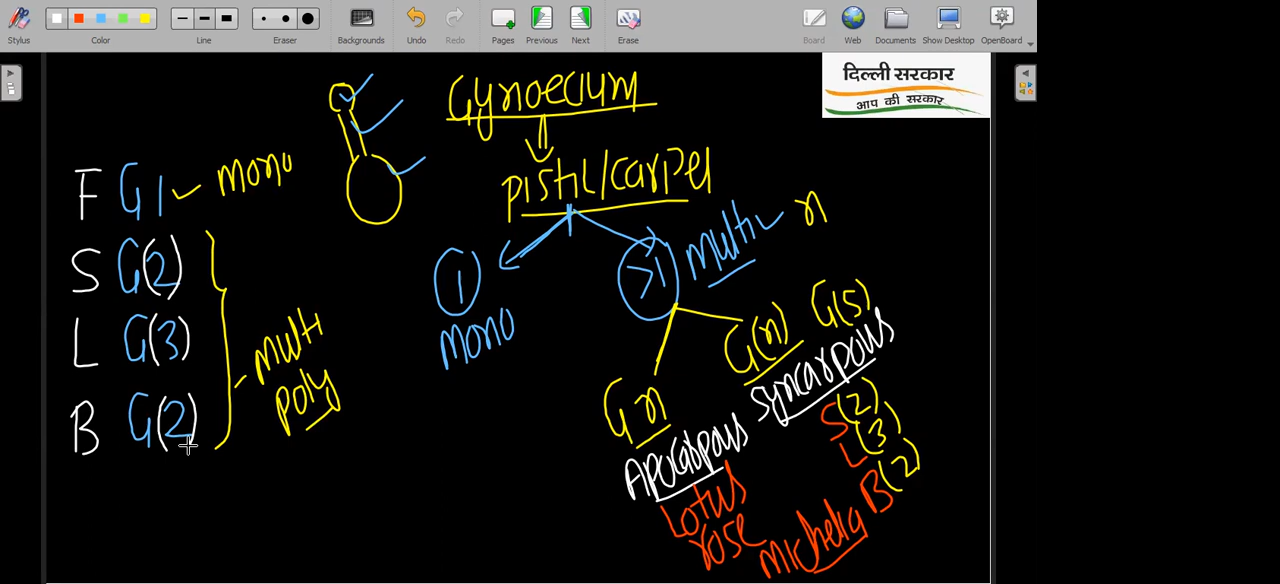 Stylus
Color
Line
Eraser
Backgrounds
Undo
Redo
Pages
Previous
Next
Erase
Board
Web
Documents
Show Desktop
OpenBoard
दिल्ली सरकार
आप की सरकार
Gynoecium
Pistil/carpel
F G1 mono
S G(2)
L G(3)
B G(2)
multi
poly
1
mono
>1
multi n
G(n) G(5)
syncarpous
S(2)
L (3)
B(2)
Gn
Apocarpous
Lotus
rose
michelia